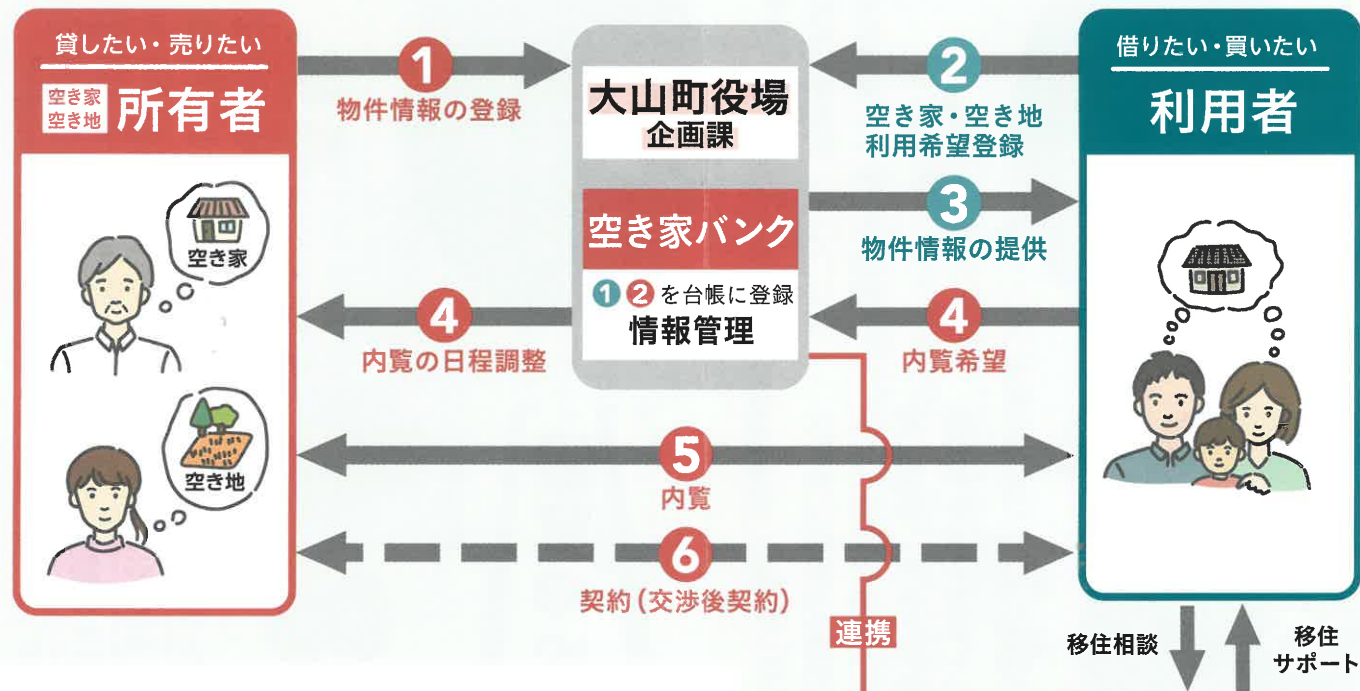 貸したい・売りたい
空き家
空き地
所有者
空き家
空き地
1
物件情報の登録
大山町役場
企画課
空き家バンク
1 2 を台帳に登録
情報管理
2
空き家・空き地
利用希望登録
3
物件情報の提供
4
内覧希望
4
内覧の日程調整
5
内覧
6
契約(交渉後契約)
連携
借りたい・買いたい
利用者
移住相談
移住
サポート